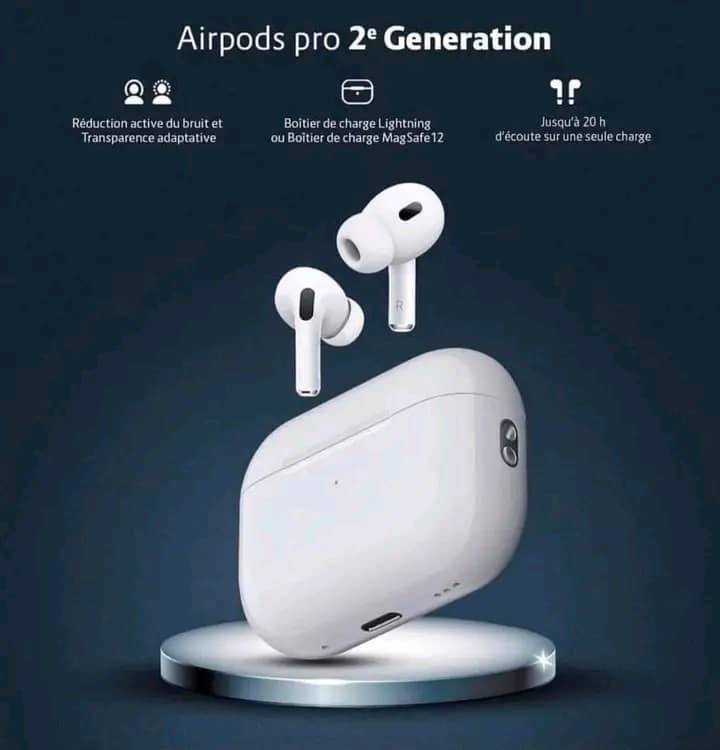 Airpods pro 2ᵉ Generation
Réduction active du bruit et
Transparence adaptative
Boîtier de charge Lightning
ou Boîtier de charge MagSafe12
Jusqu'à 20 h
d'écoute sur une seule charge
R